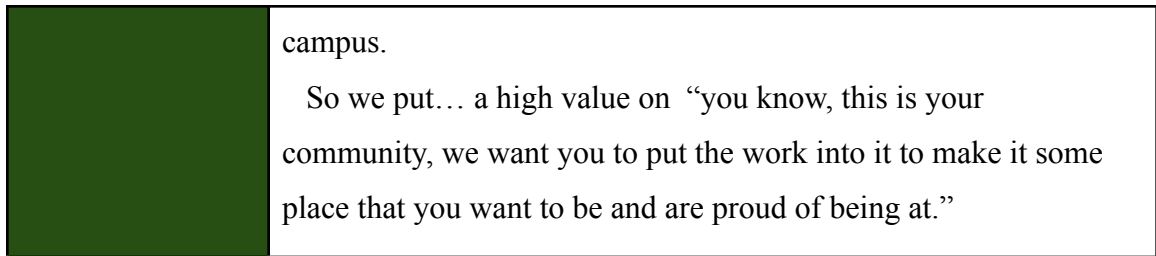 campus.
So we put… a high value on  “you know, this is your
community, we want you to put the work into it to make it some
place that you want to be and are proud of being at.”